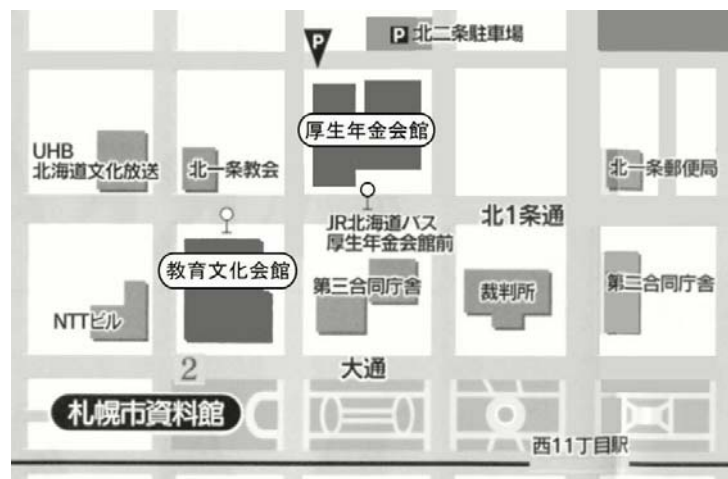 P
P 北二条駐車場
厚生年金会館
UHB
北海道文化放送
北一条教会
北一条郵便局
JR北海道バス
厚生年金会館前
北1条通
教育文化会館
第三合同庁舎
裁判所
第二合同庁舎
NTTビル
2
大通
札幌市資料館
西11丁目駅